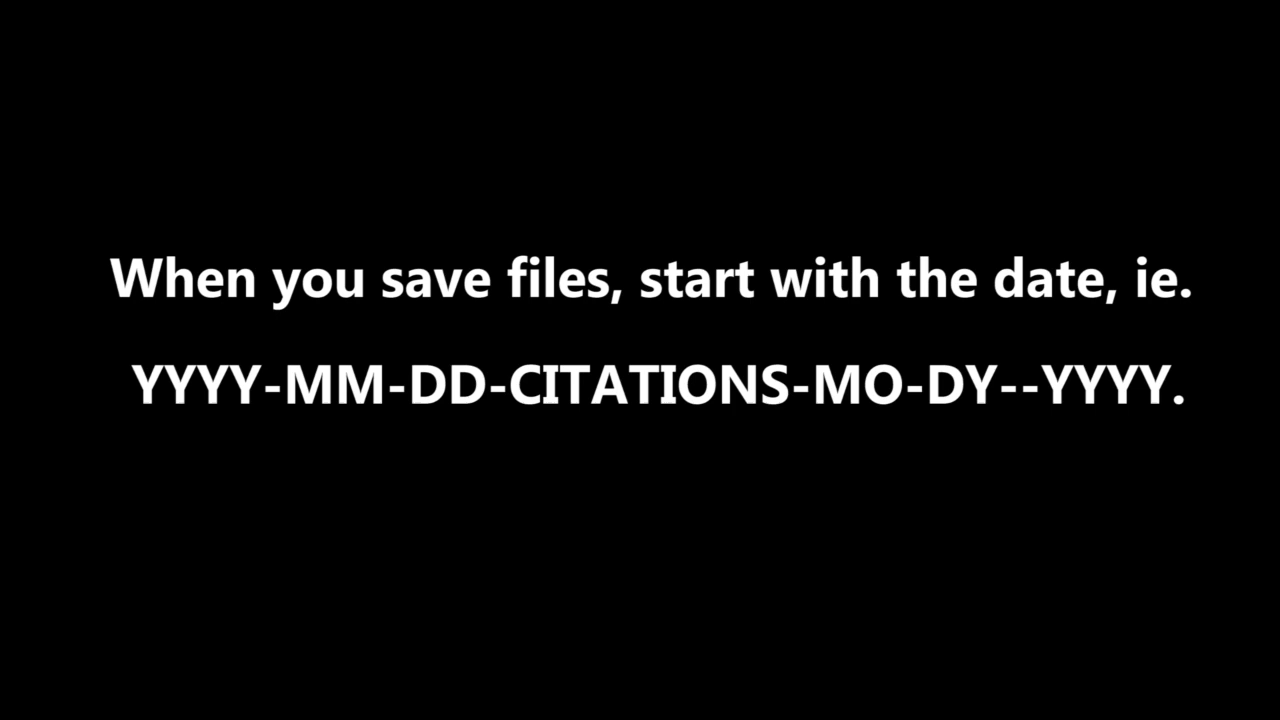 When you save files, start with the date, ie.
YYYY-MM-DD-CITATIONS-MO-DY--YYYY.